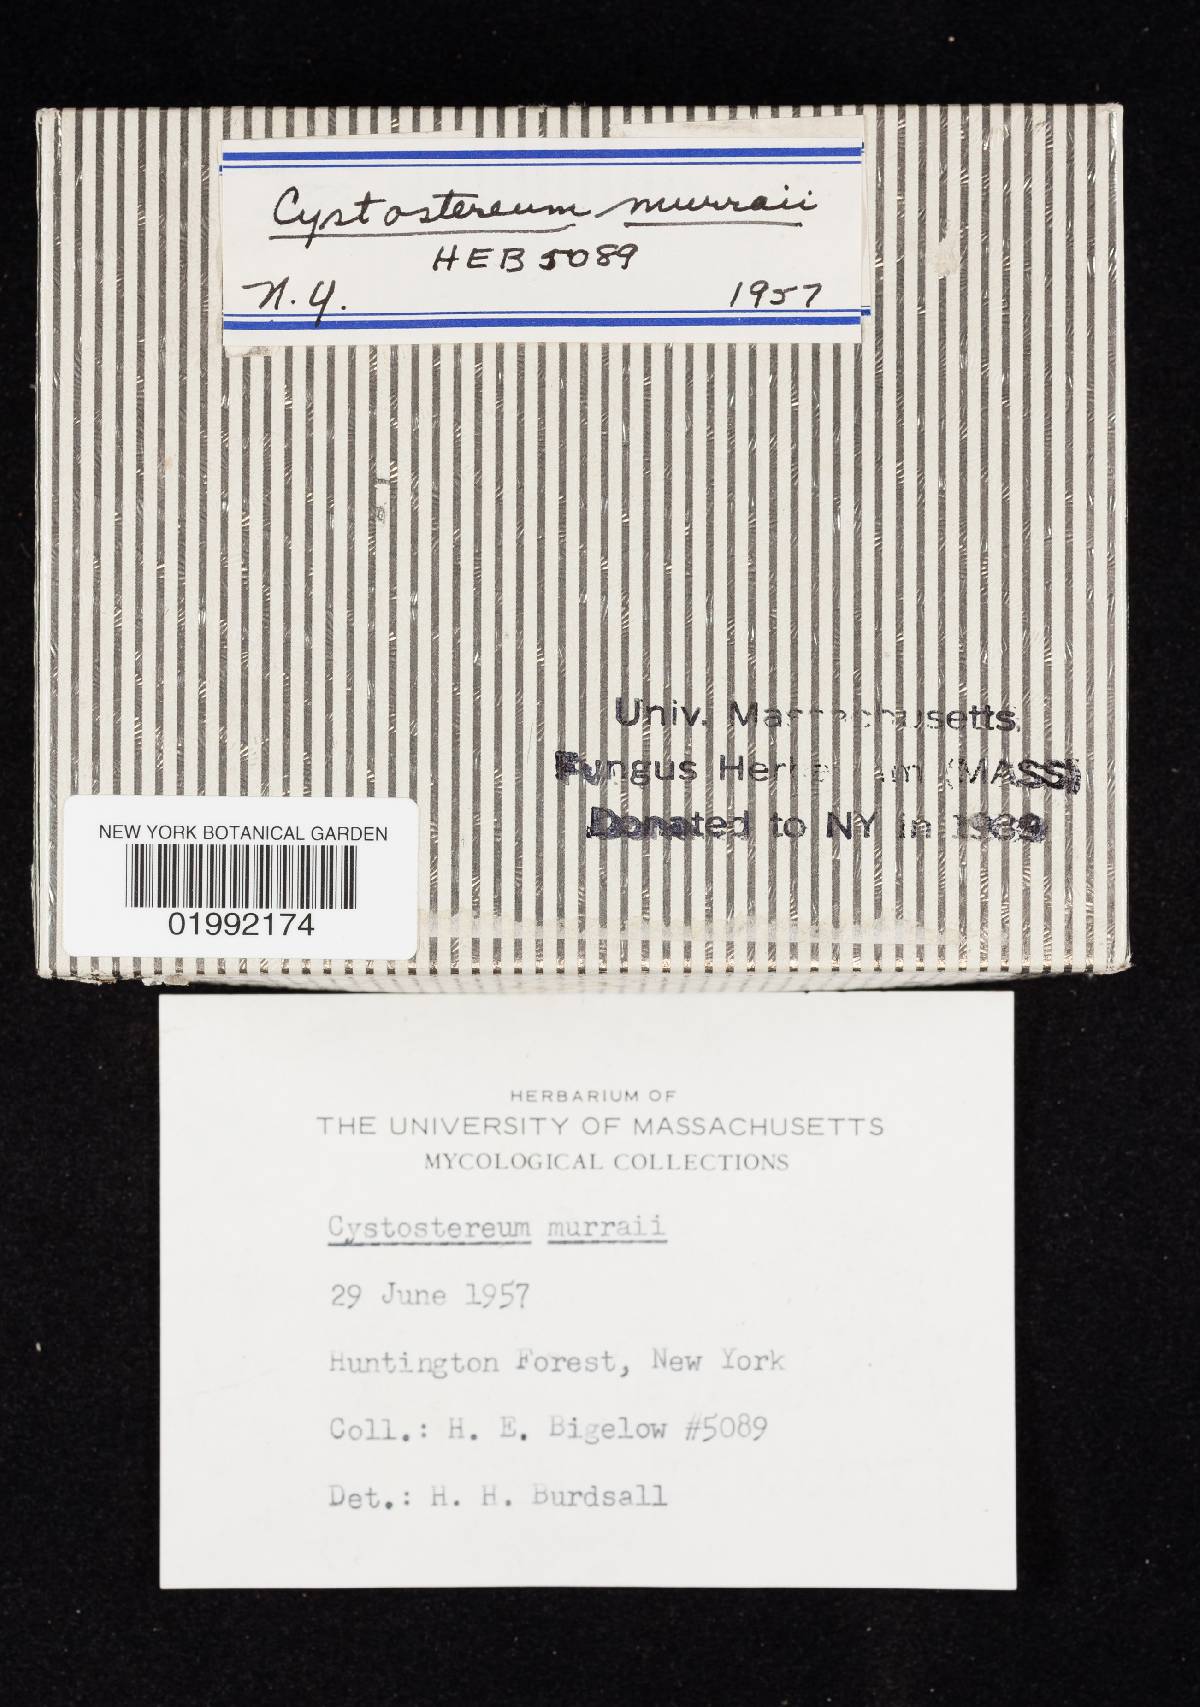 Cystostereum murraii
HEB 5089
N.Y. 1957
Univ. Massachusetts
Fungus Herbarium (MASS)
Donated to NY in
NEW YORK BOTANICAL GARDEN
01992174
HERBARIUM OF
THE UNIVERSITY OF MASSACHUSETTS
MYCOLOGICAL COLLECTIONS
Cystostereum murraii
29 June 1957
Huntington Forest, New York
Coll.: H. E. Bigelow #5089
Det.: H. H. Burdsall